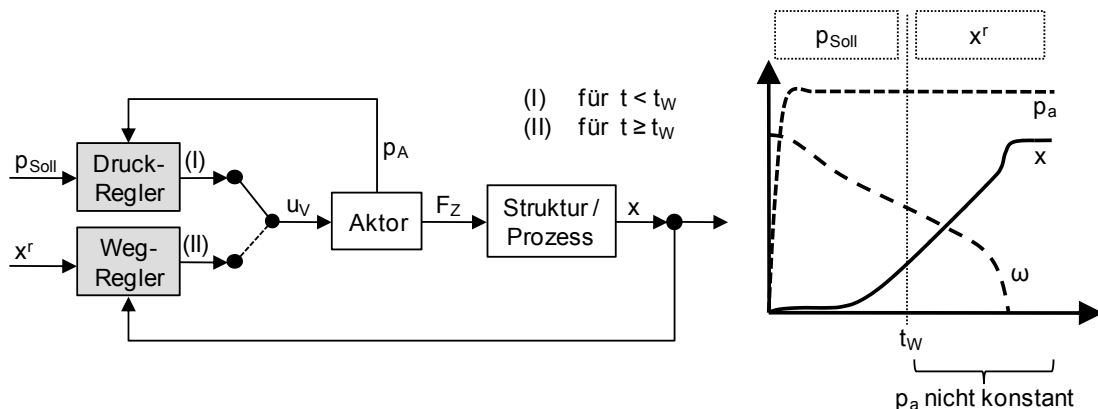 p_Soll
Druck-
Regler
(I)
x^r
Weg-
Regler
(II)
u_V
p_A
Aktor
F_Z
Struktur /
Prozess
x
(I) für t < t_W
(II) für t ≥ t_W
p_Soll
x^r
p_a
x
ω
t_W
p_a nicht konstant